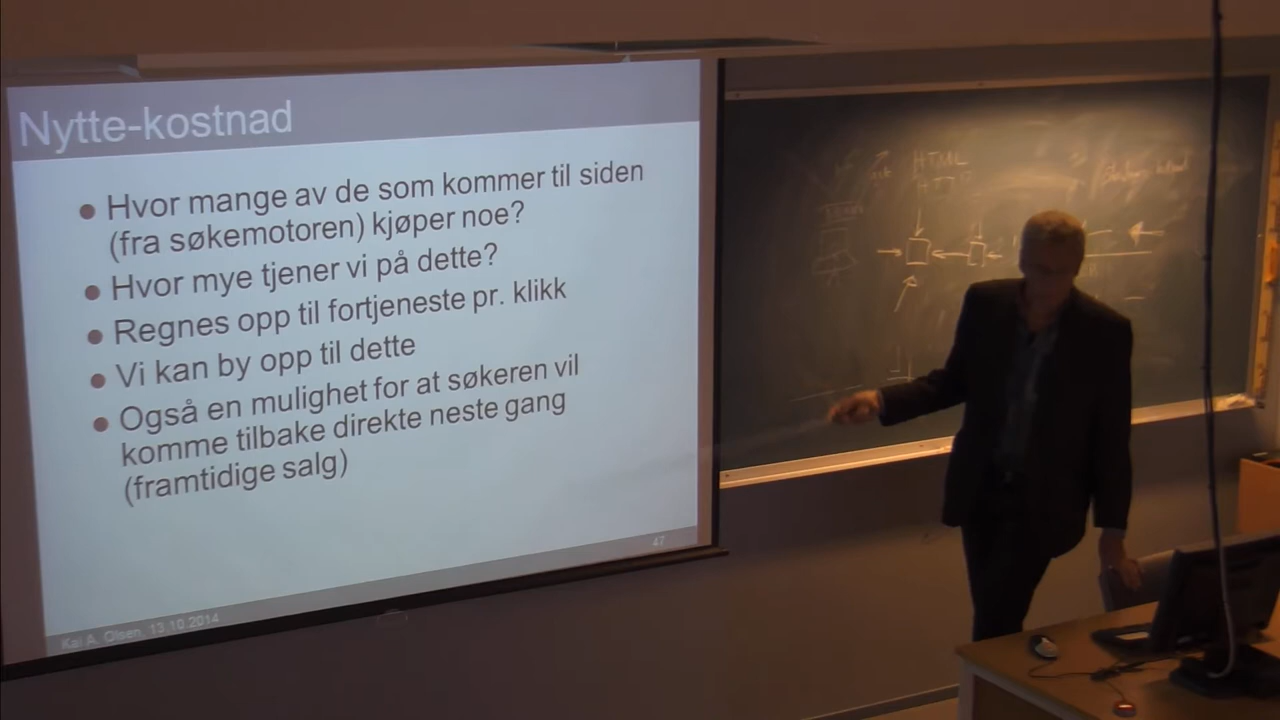 Nytte-kostnad
● Hvor mange av de som kommer til siden
(fra søkemotoren) kjøper noe?
● Hvor mye tjener vi på dette?
● Regnes opp til fortjeneste pr. klikk
● Vi kan by opp til dette
● Også en mulighet for at søkeren vil
komme tilbake direkte neste gang
(framtidige salg)
47
Kai A. Olsen, 13.10.2014
HTML